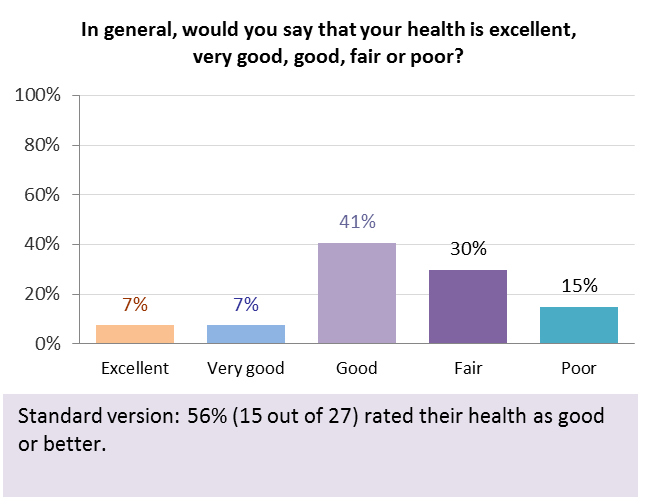 In general, would you say that your health is excellent,
very good, good, fair or poor?
100%
80%
60%
40%
20%
0%
7%
7%
41%
30%
15%
Excellent
Very good
Good
Fair
Poor
Standard version: 56% (15 out of 27) rated their health as good
or better.